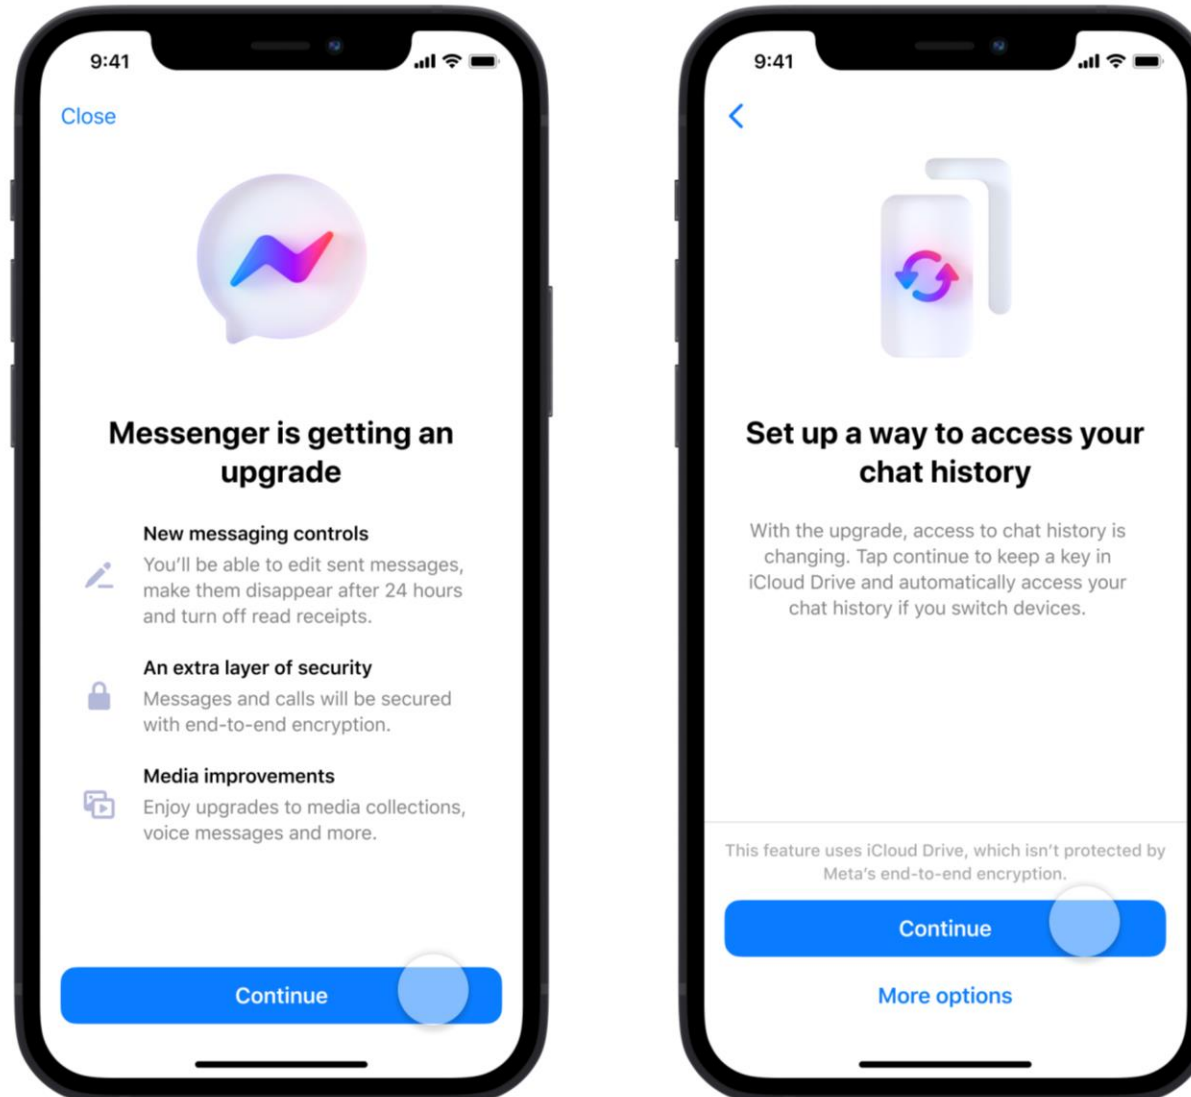 9:41
Close
Messenger is getting an
upgrade
New messaging controls
You'll be able to edit sent messages,
make them disappear after 24 hours
and turn off read receipts.
An extra layer of security
Messages and calls will be secured
with end-to-end encryption.
Media improvements
Enjoy upgrades to media collections,
voice messages and more.
Continue
9:41
Set up a way to access your
chat history
With the upgrade, access to chat history is
changing. Tap continue to keep a key in
iCloud Drive and automatically access your
chat history if you switch devices.
This feature uses iCloud Drive, which isn't protected by
Meta's end-to-end encryption.
Continue
More options